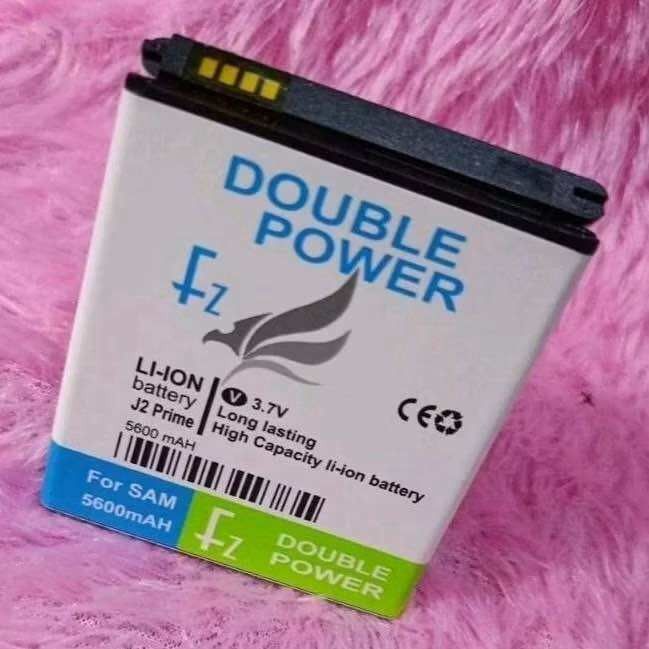 DOUBLE
POWER
Fz
LI-ION
battery
J2 Prime
5600 mAH
V 3.7V
Long lasting
High Capacity li-ion battery
CE
For SAM
5600mAH
Fz
DOUBLE
POWER